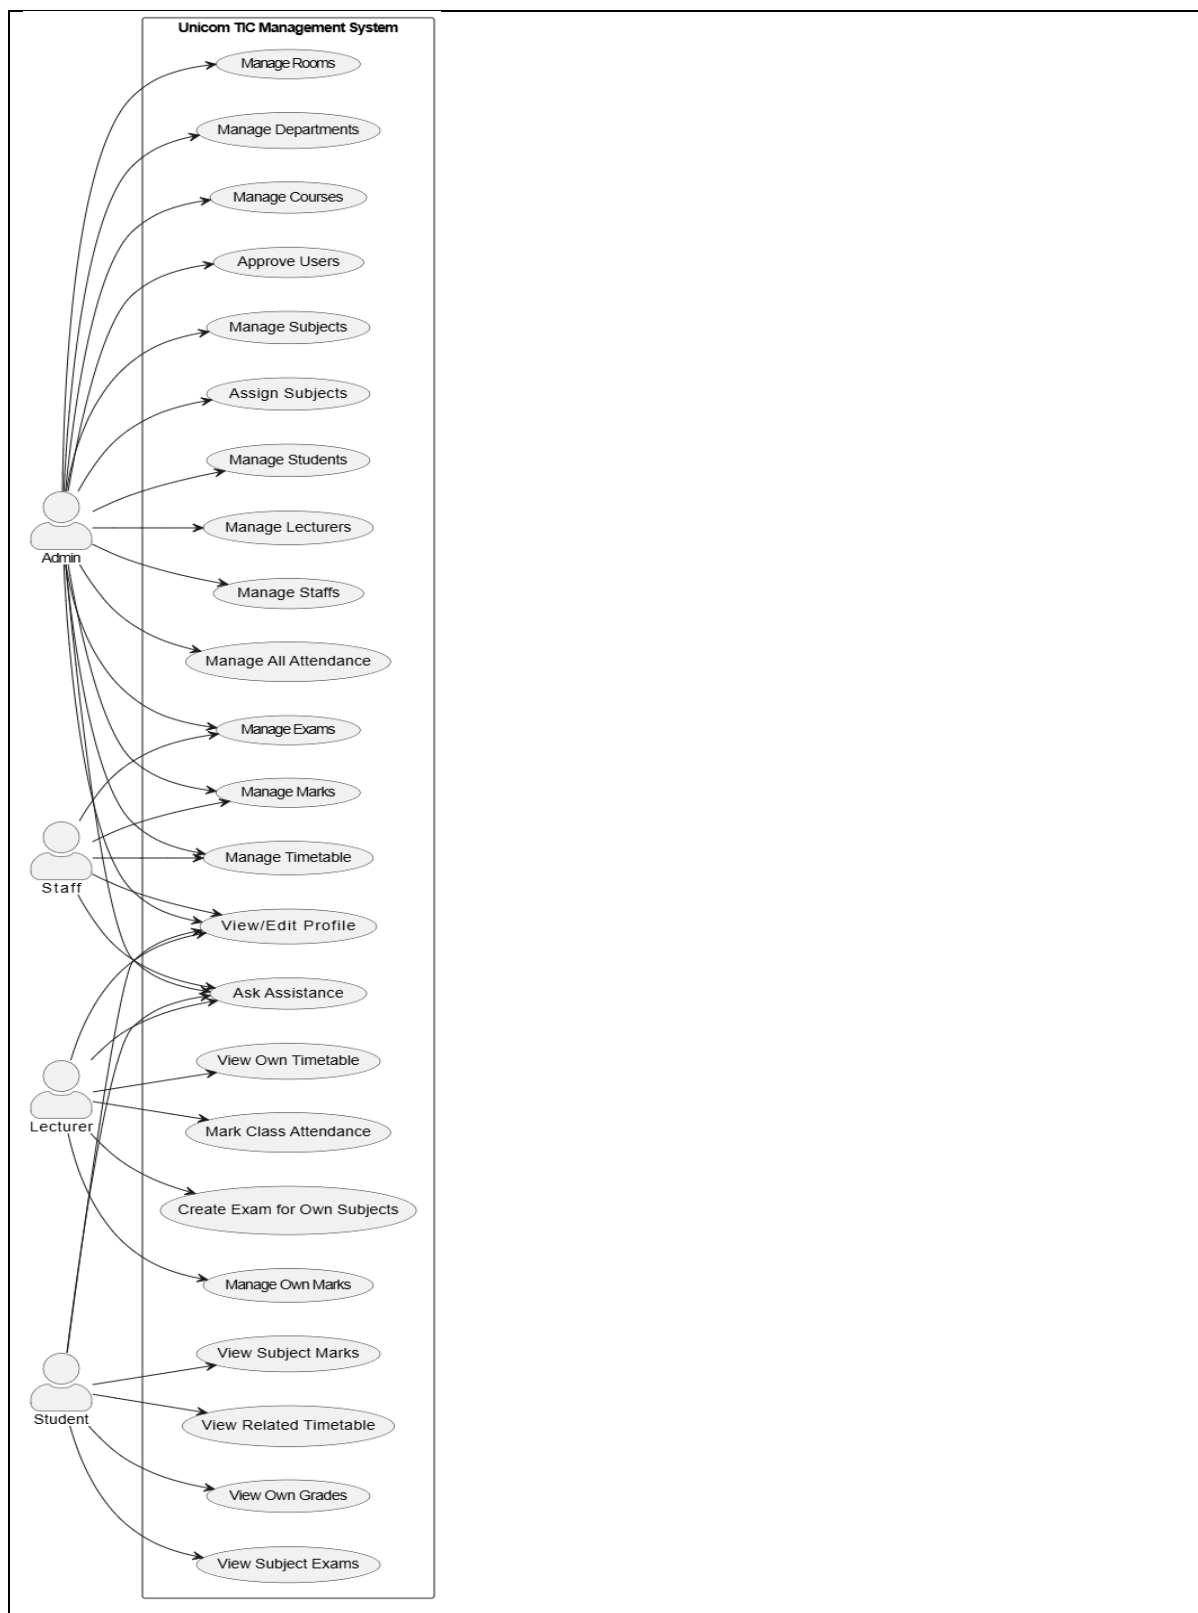 Unicom TIC Management System
Manage Rooms
Manage Departments
Manage Courses
Approve Users
Manage Subjects
Assign Subjects
Manage Students
Manage Lecturers
Admin
Manage Staffs
Manage All Attendance
Manage Exams
Manage Marks
Manage Timetable
Staff
View/Edit Profile
Ask Assistance
View Own Timetable
Lecturer
Mark Class Attendance
Create Exam for Own Subjects
Manage Own Marks
View Subject Marks
Student
View Related Timetable
View Own Grades
View Subject Exams